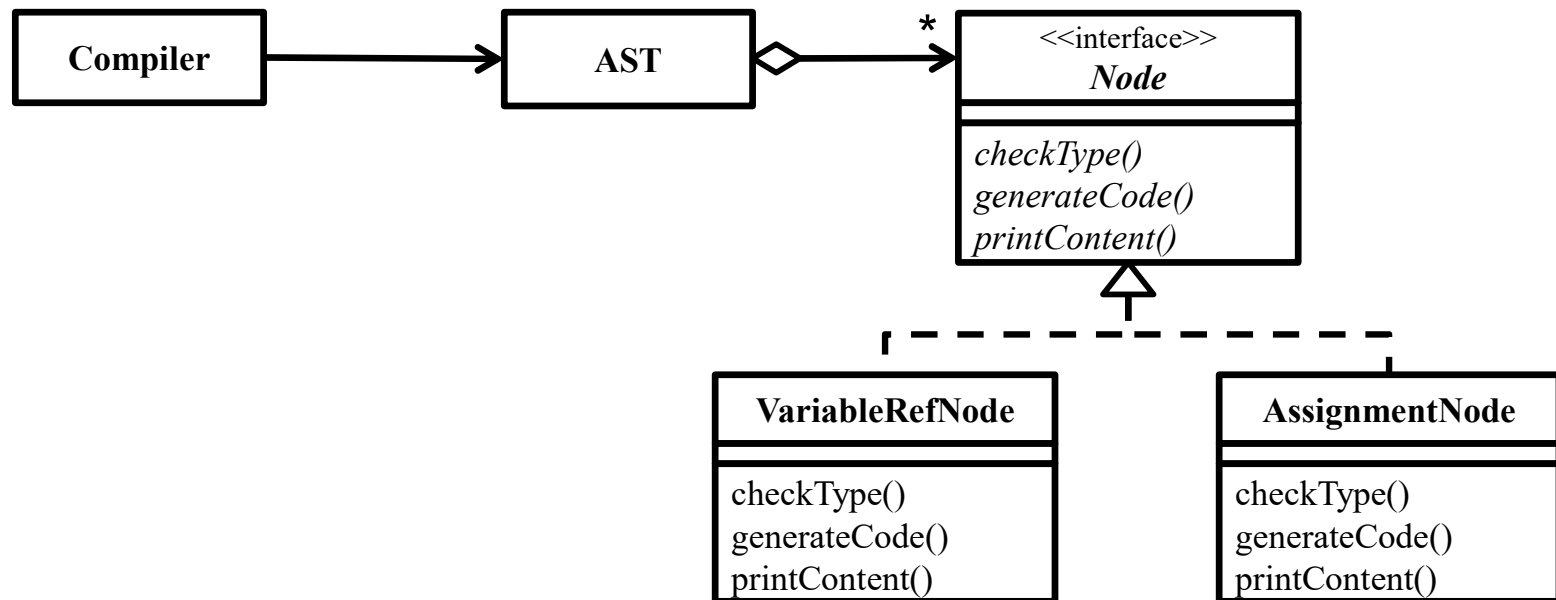 Compiler
AST
*
<<interface>>
Node
checkType()
generateCode()
printContent()
VariableRefNode
checkType()
generateCode()
printContent()
AssignmentNode
checkType()
generateCode()
printContent()